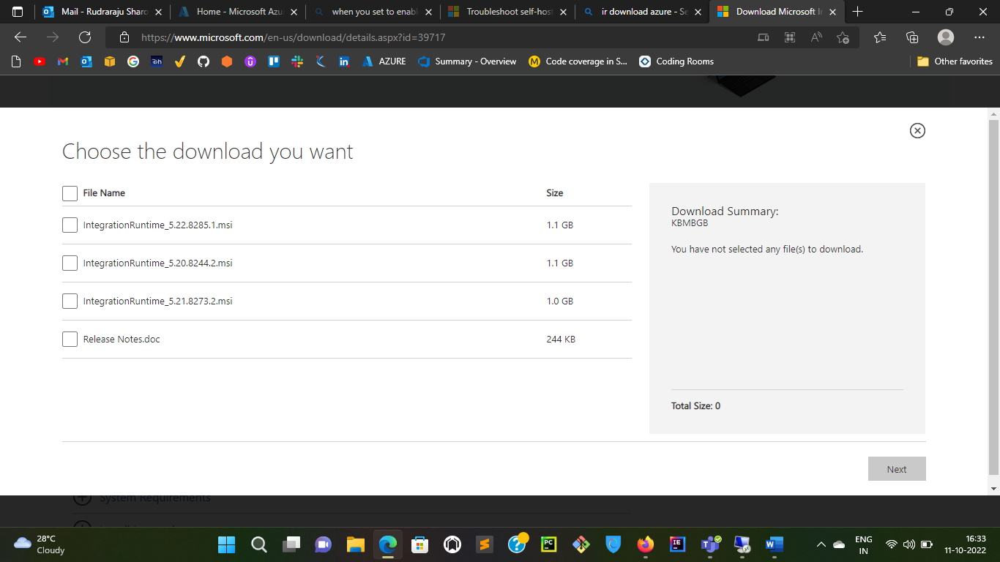 Mail - Rudraraju Sharo
Home - Microsoft Azu
when you set to enabl
Troubleshoot self-host
ir download azure - Se
Download Microsoft I
https://www.microsoft.com/en-us/download/details.aspx?id=39717
AZURE
Summary - Overview
Code coverage in S...
Coding Rooms
Other favorites
Choose the download you want
File Name Size
IntegrationRuntime_5.22.8285.1.msi 1.1 GB
IntegrationRuntime_5.20.8244.2.msi 1.1 GB
IntegrationRuntime_5.21.8273.2.msi 1.0 GB
Release Notes.doc 244 KB
Download Summary:
KBMBGB
You have not selected any file(s) to download.
Total Size: 0
Next
System Requirements
28°C
Cloudy
ENG
IN
16:33
11-10-2022